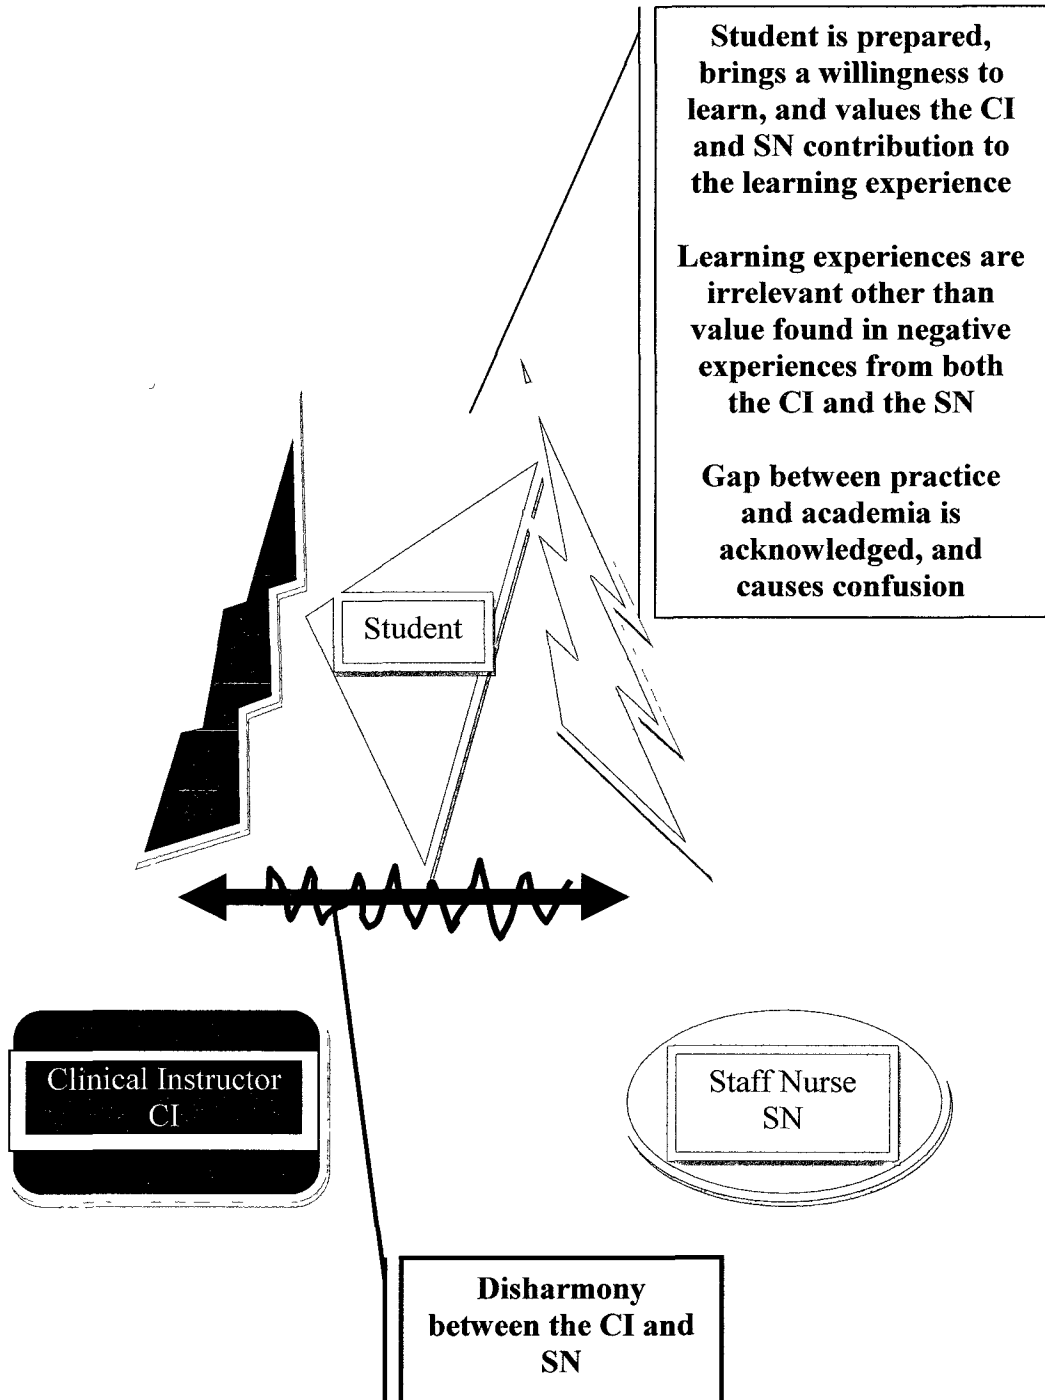 Student is prepared,
brings a willingness to
learn, and values the CI
and SN contribution to
the learning experience
Learning experiences are
irrelevant other than
value found in negative
experiences from both
the CI and the SN
Gap between practice
and academia is
acknowledged, and
causes confusion
Student
Clinical Instructor
CI
Staff Nurse
SN
Disharmony
between the CI and
SN